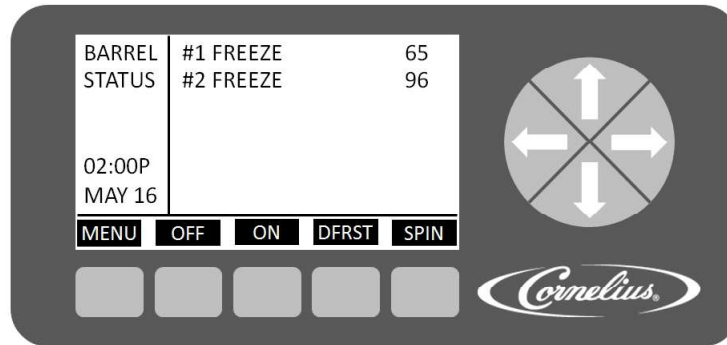 BARREL #1 FREEZE 65
STATUS #2 FREEZE 96
02:00P
MAY 16
MENU OFF ON DFRST SPIN
Cornelius®